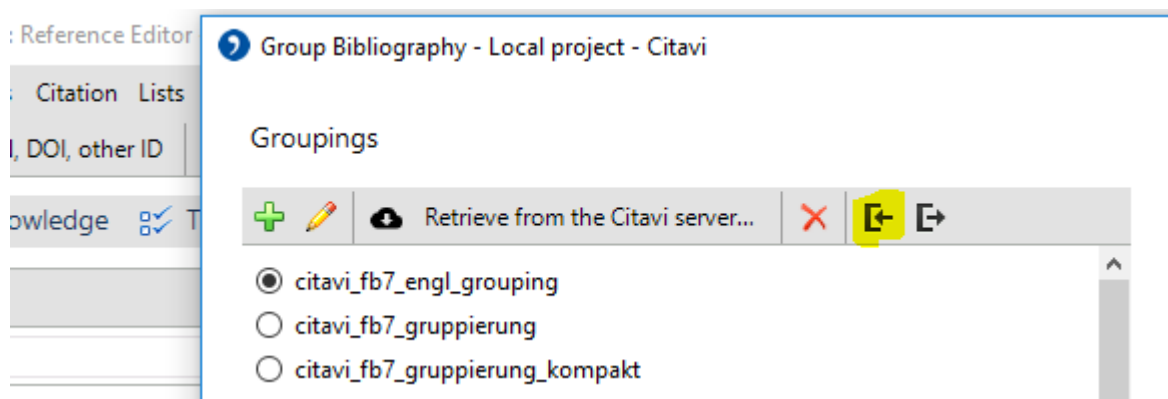 : Reference Editor
Group Bibliography - Local project - Citavi
Citation Lists
Groupings
, DOI, other ID
Retrieve from the Citavi server...
owledge T
citavi_fb7_engl_grouping
citavi_fb7_gruppierung
citavi_fb7_gruppierung_kompakt